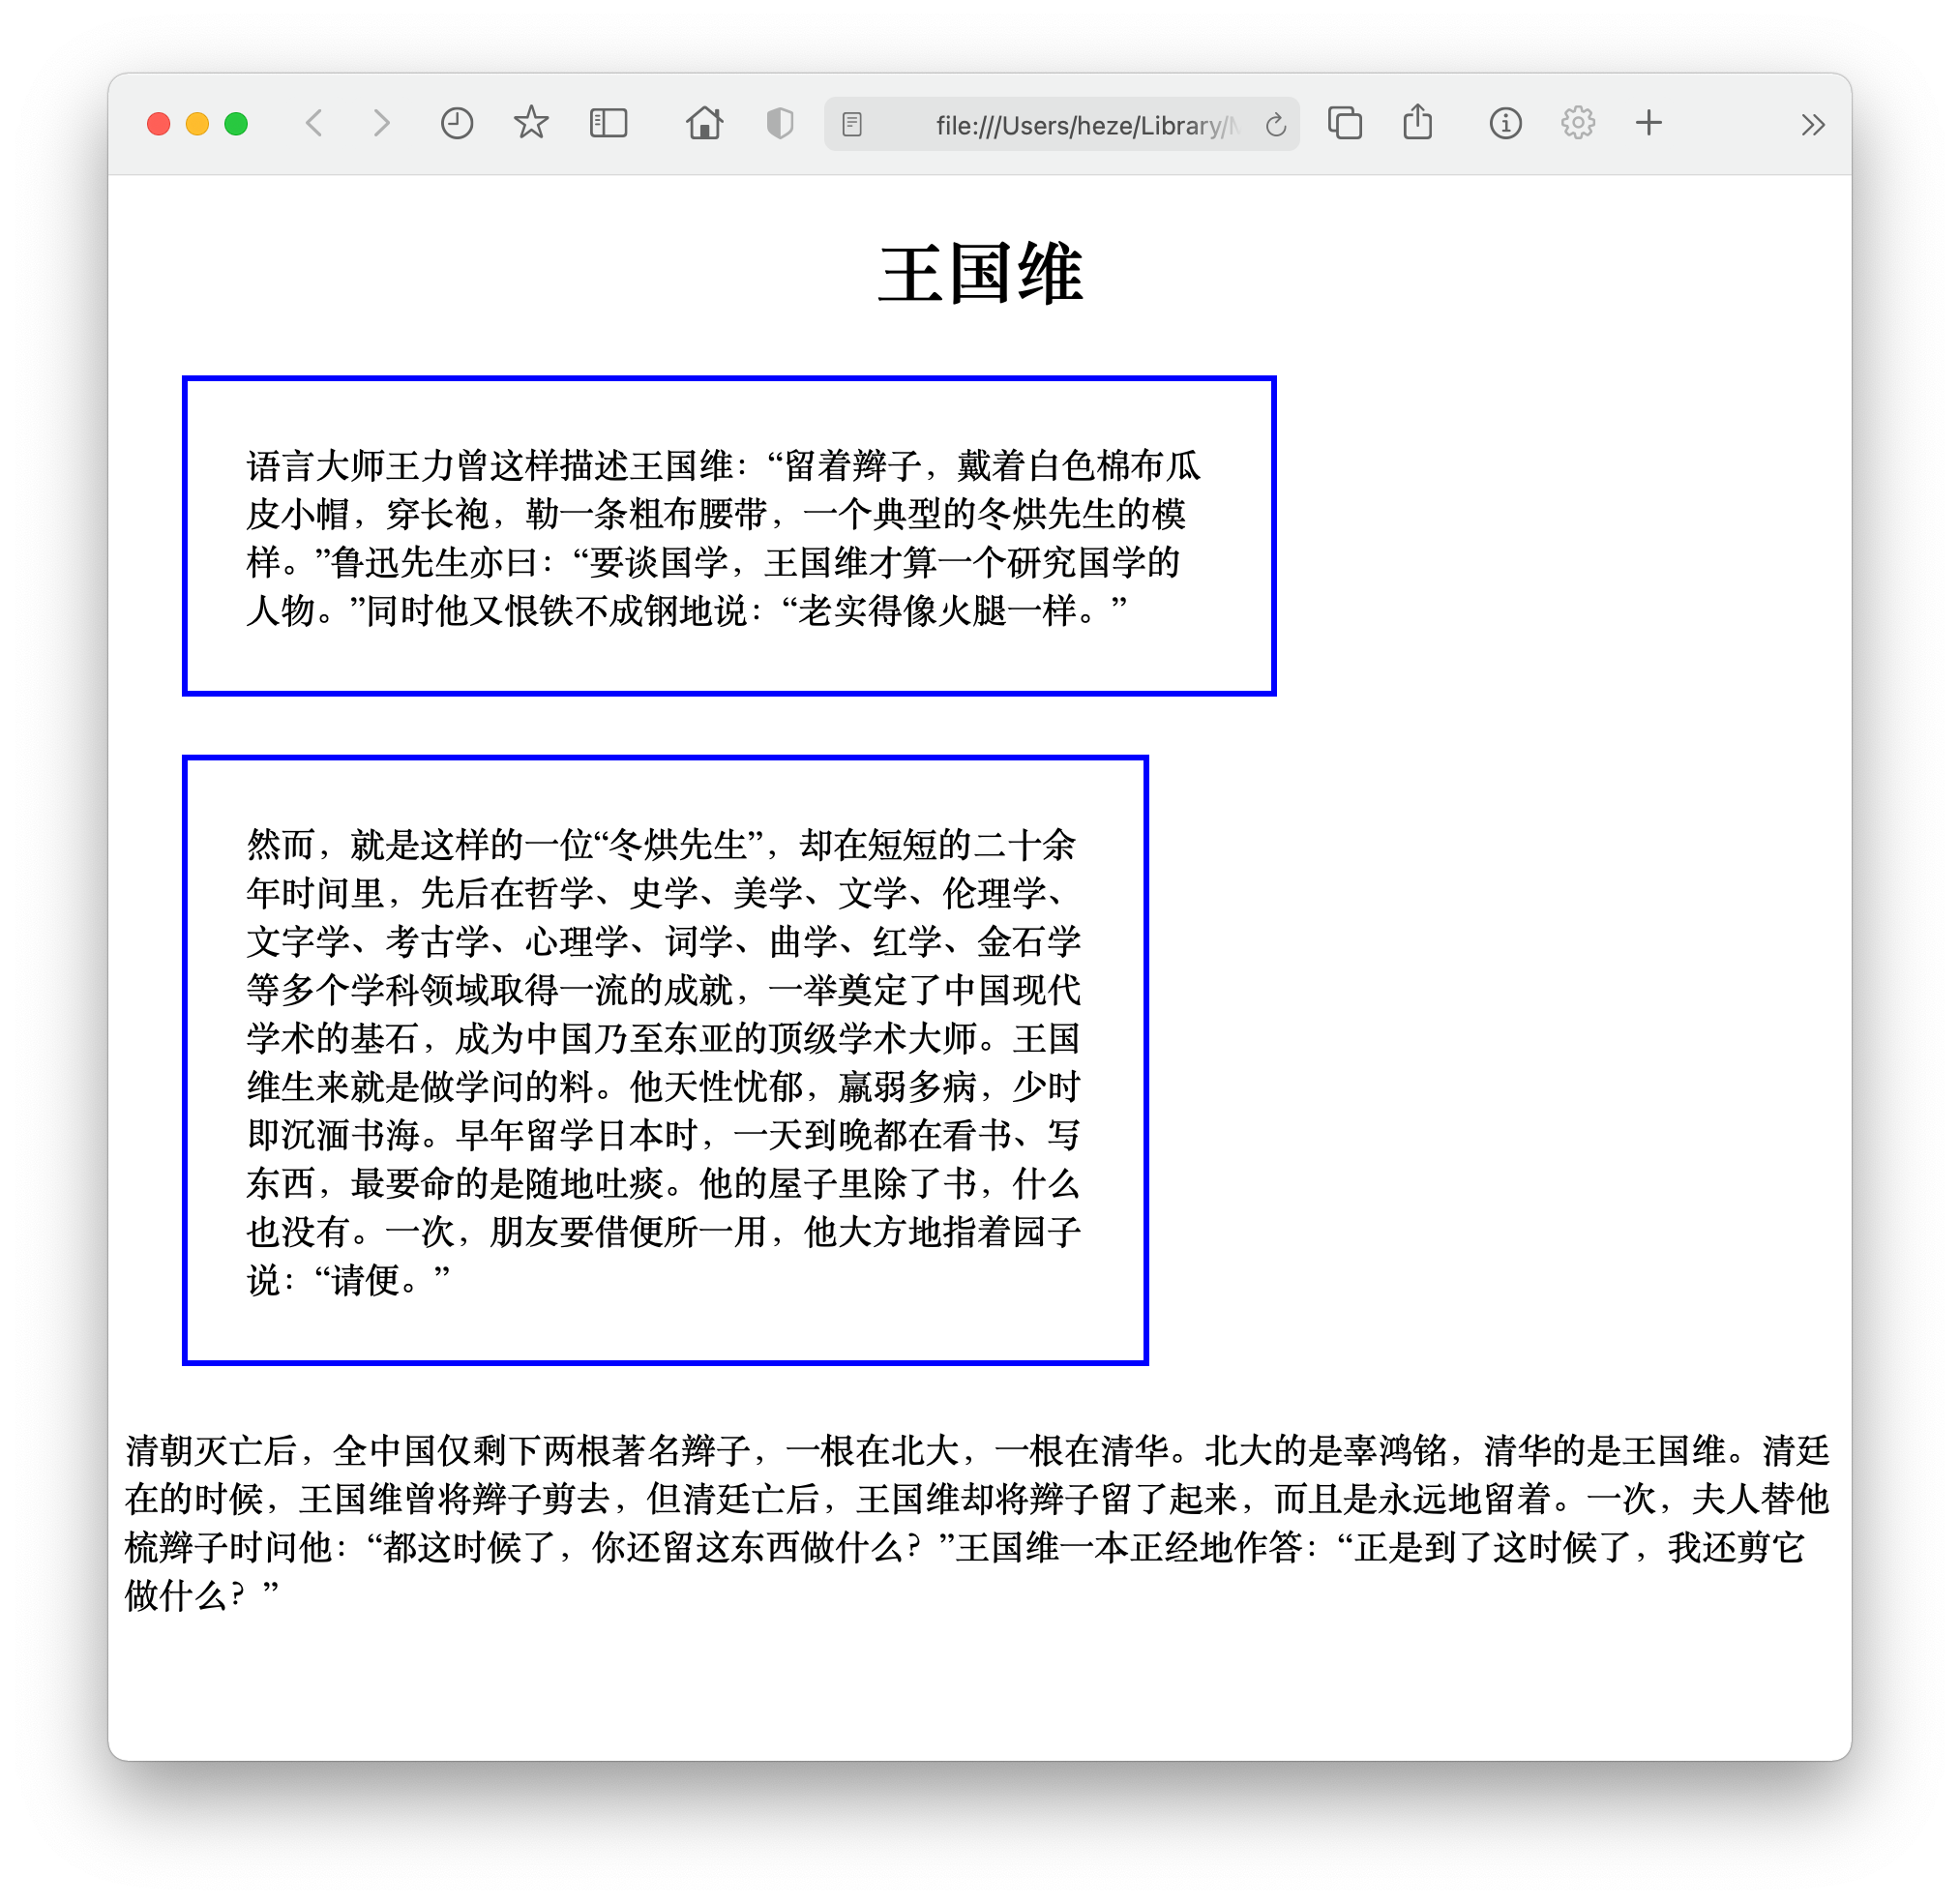 file:///Users/heze/Library/
王国维
语言大师王力曾这样描述王国维：“留着辫子，戴着白色棉布瓜
皮小帽，穿长袍，勒一条粗布腰带，一个典型的冬烘先生的模
样。”鲁迅先生亦曰：“要谈国学，王国维才算一个研究国学的
人物。”同时他又恨铁不成钢地说：“老实得像火腿一样。”
然而，就是这样的一位“冬烘先生”，却在短短的二十余
年时间里，先后在哲学、史学、美学、文学、伦理学、
文字学、考古学、心理学、词学、曲学、红学、金石学
等多个学科领域取得一流的成就，一举奠定了中国现代
学术的基石，成为中国乃至东亚的顶级学术大师。王国
维生来就是做学问的料。他天性忧郁，羸弱多病，少时
即沉湎书海。早年留学日本时，一天到晚都在看书、写
东西，最要命的是随地吐痰。他的屋子里除了书，什么
也没有。一次，朋友要借便所一用，他大方地指着园子
说：“请便。”
清朝灭亡后，全中国仅剩下两根著名辫子，一根在北大，一根在清华。北大的是辜鸿铭，清华的是王国维。清廷
在的时候，王国维曾将辫子剪去，但清廷亡后，王国维却将辫子留了起来，而且是永远地留着。一次，夫人替他
梳辫子时问他：“都这时候了，你还留这东西做什么？”王国维一本正经地作答：“正是到了这时候了，我还剪它
做什么？”